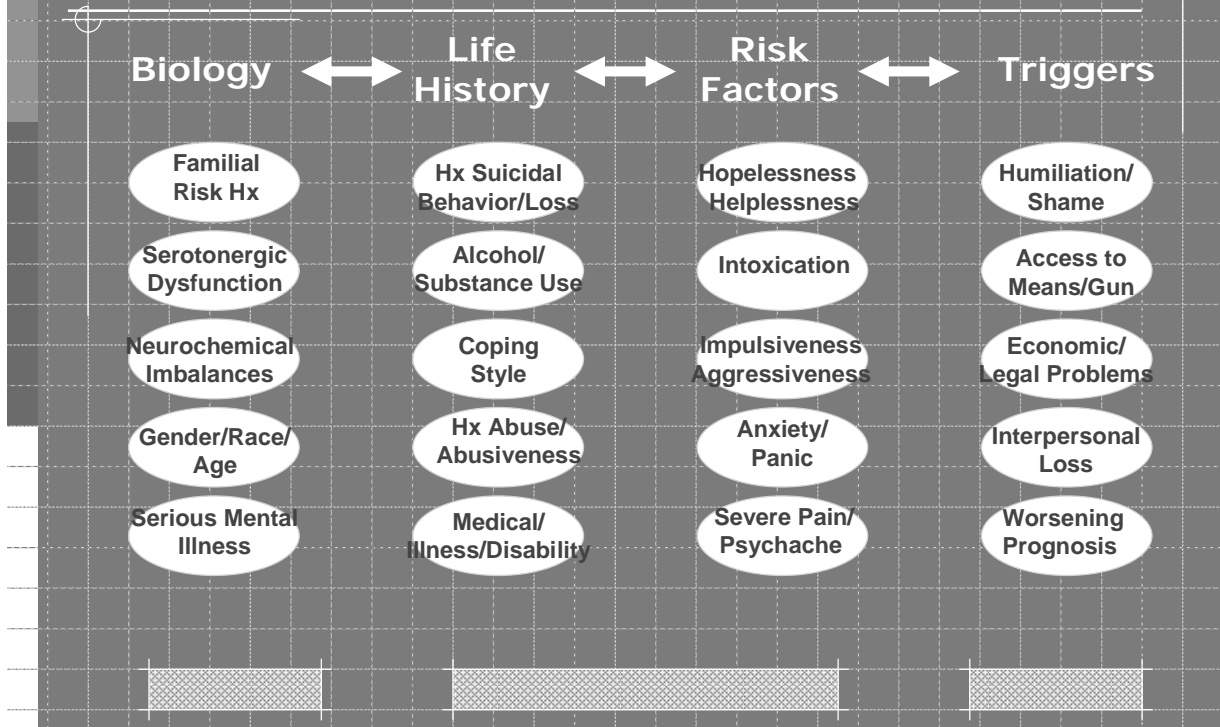 Biology
Life
History
Risk
Factors
Triggers
Familial
Risk Hx
Serotonergic
Dysfunction
Neurochemical
Imbalances
Gender/Race/
Age
Serious Mental
Illness
Hx Suicidal
Behavior/Loss
Alcohol/
Substance Use
Coping
Style
Hx Abuse/
Abusiveness
Medical/
Illness/Disability
Hopelessness
Helplessness
Intoxication
Impulsiveness
Aggressiveness
Anxiety/
Panic
Severe Pain/
Psychache
Humiliation/
Shame
Access to
Means/Gun
Economic/
Legal Problems
Interpersonal
Loss
Worsening
Prognosis